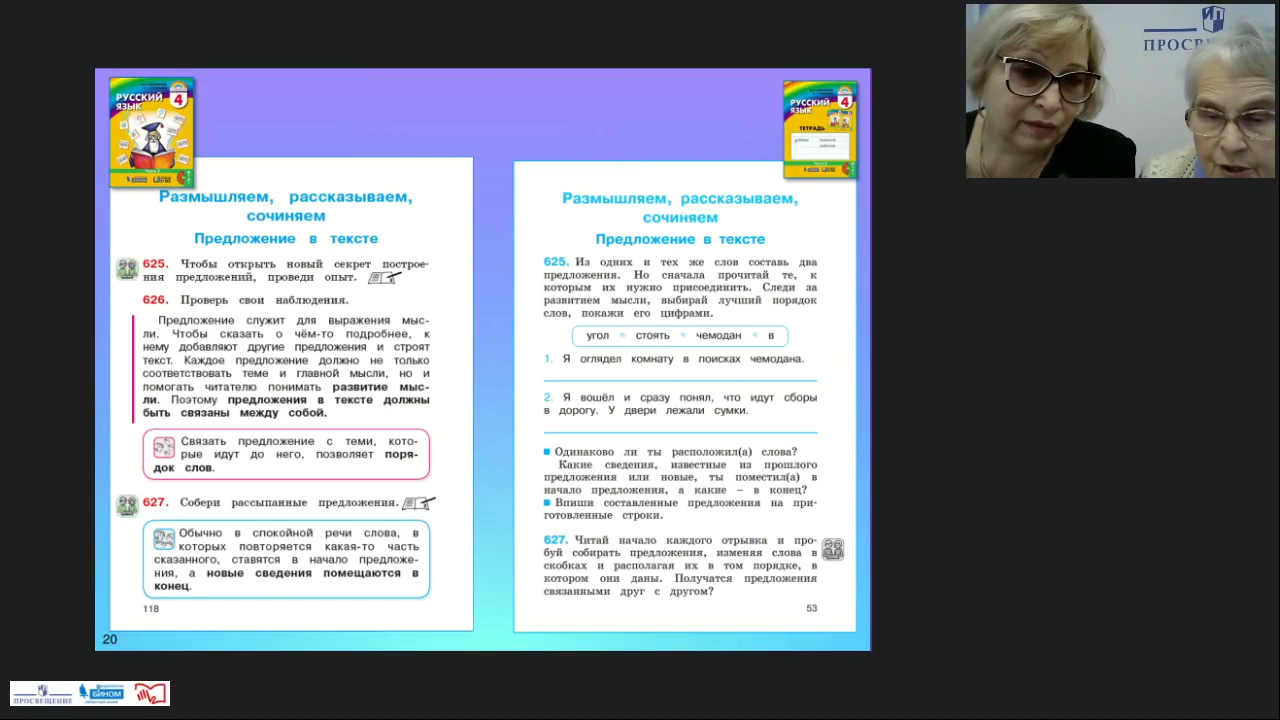 РУССКИЙ
ЯЗЫК
4
Размышляем, рассказываем,
сочиняем
Предложение в тексте
625. Чтобы открыть новый секрет построе-
ния предложений, проведи опыт.
626. Проверь свои наблюдения.
Предложение служит для выражения мыс-
ли. Чтобы сказать о чём-то подробнее, к
нему добавляют другие предложения и строят
текст. Каждое предложение должно не только
соответствовать теме и главной мысли, но и
помогать читателю понимать развитие мыс-
ли. Поэтому предложения в тексте должны
быть связаны между собой.
Связать предложение с теми, кото-
рые идут до него, позволяет поря-
док слов.
627. Собери рассыпанные предложения.
Обычно в спокойной речи слова, в
которых повторяется какая-то часть
сказанного, ставятся в начало предложе-
ния, а новые сведения помещаются в
конец.
118
20
РУССКИЙ
ЯЗЫК
4
ТЕТРАДЬ
Размышляем, рассказываем,
сочиняем
Предложение в тексте
625. Из одних и тех же слов составь два
предложения. Но сначала прочитай те, к
которым их нужно присоединить. Следи за
развитием мысли, выбирай лучший порядок
слов, покажи его цифрами.
угол стоять чемодан в
1. Я оглядел комнату в поисках чемодана.
2. Я вошёл и сразу понял, что идут сборы
в дорогу. У двери лежали сумки.
Одинаково ли ты расположил(а) слова?
Какие сведения, известные из прошлого
предложения или новые, ты поместил(а) в
начало предложения, а какие – в конец?
Впиши составленные предложения на при-
готовленные строки.
627. Читай начало каждого отрывка и про-
буй собирать предложения, изменяя слова в
скобках и располагая их в том порядке, в
котором они даны. Получатся предложения
связанными друг с другом?
53
ПРОСВ
ПРОСВЕЩЕНИЕ
БИНОМ